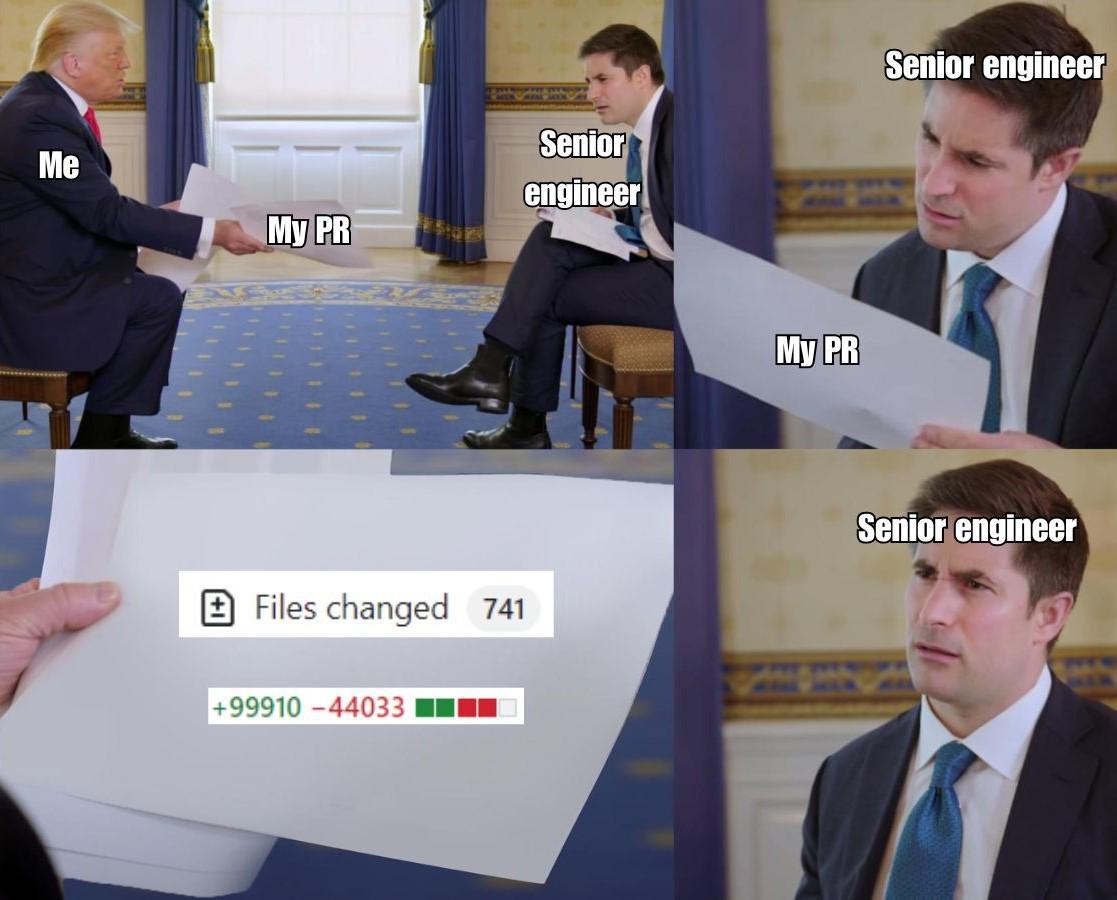 Me
My PR
Senior
engineer
Senior engineer
My PR
Files changed 741
+99910 −44033
Senior engineer